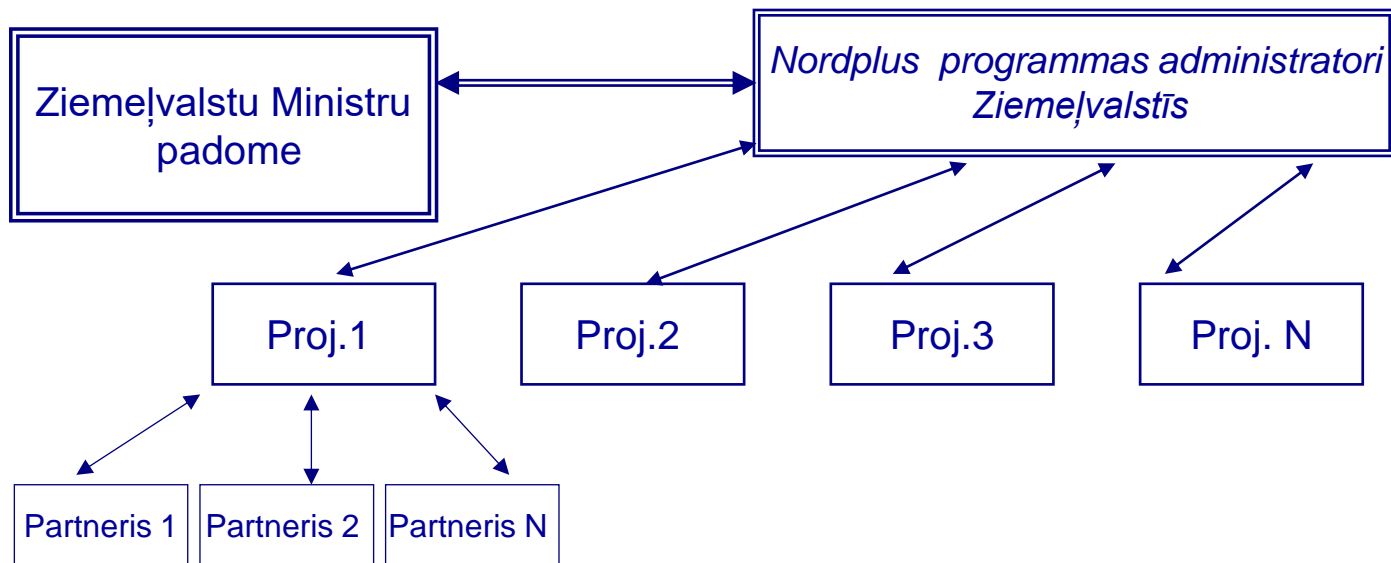 Ziemeļvalstu Ministru
padome
Nordplus programmas administratori
Ziemeļvalstīs
Proj.1
Proj.2
Proj.3
Proj. N
Partneris 1
Partneris 2
Partneris N